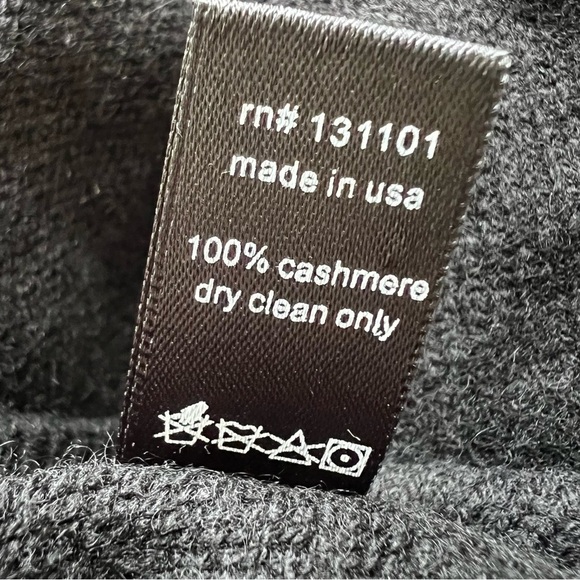 rn# 131101
made in usa
100% cashmere
dry clean only